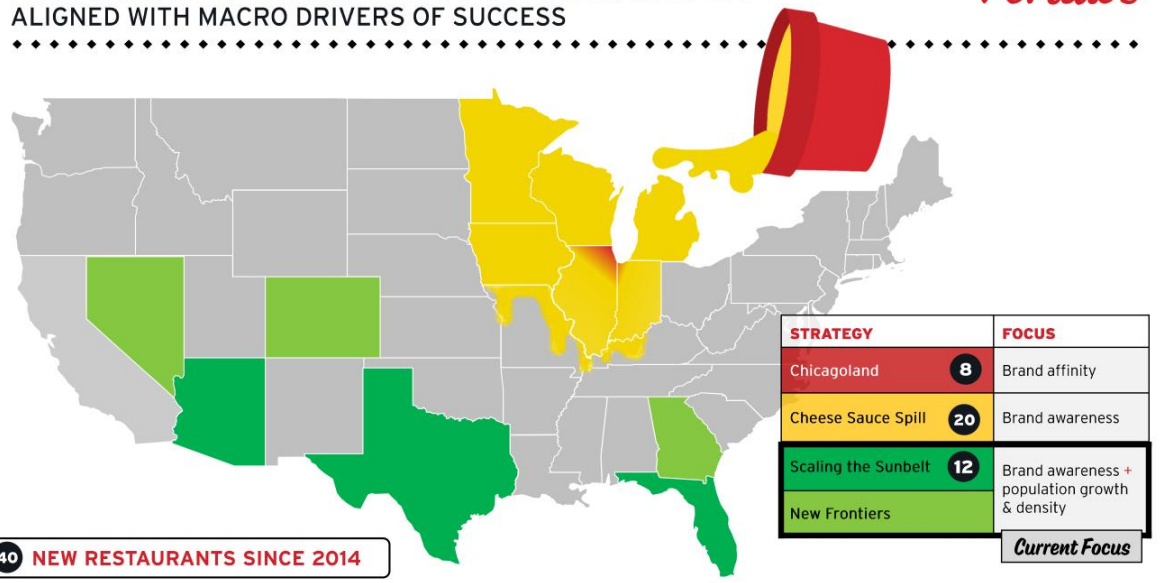 ALIGNED WITH MACRO DRIVERS OF SUCCESS
STRATEGY FOCUS
Chicagoland 8 Brand affinity
Cheese Sauce Spill 20 Brand awareness
Scaling the Sunbelt 12
Brand awareness +
population growth
& density
New Frontiers
Current Focus
40 NEW RESTAURANTS SINCE 2014